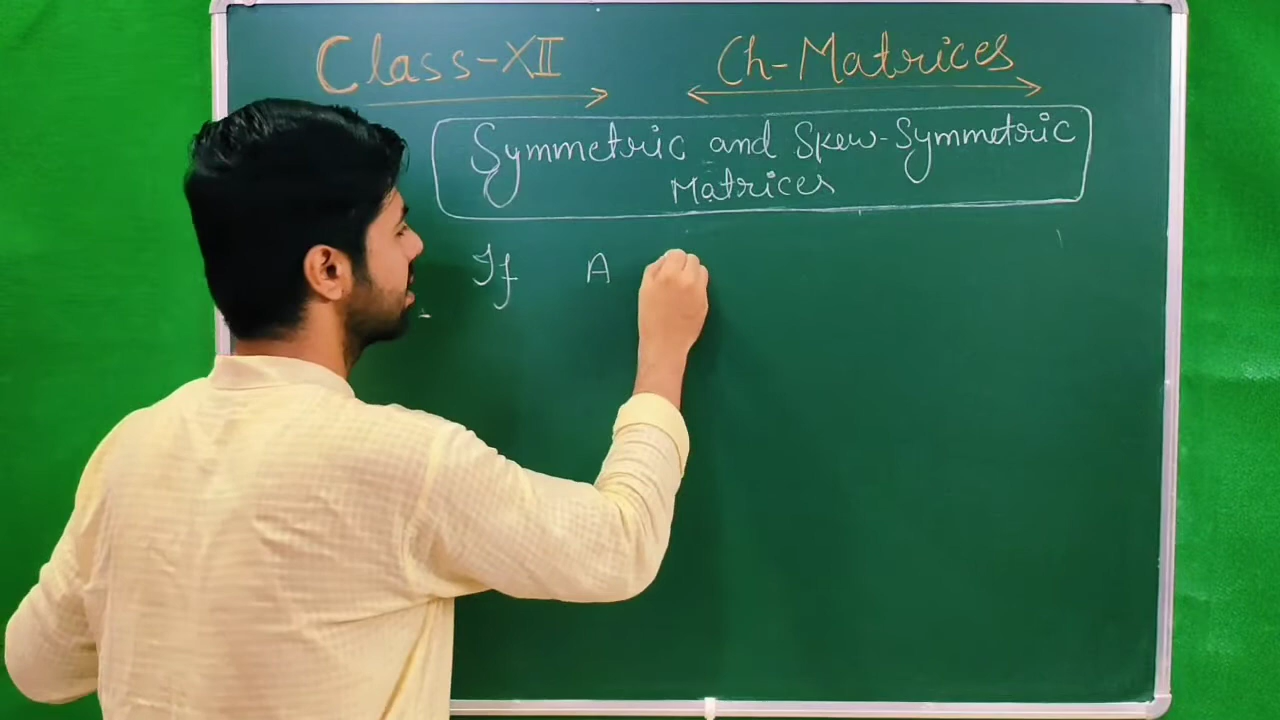 Class-XII Ch-Matrices
Symmetric and Skew-Symmetric
Matrices
If A